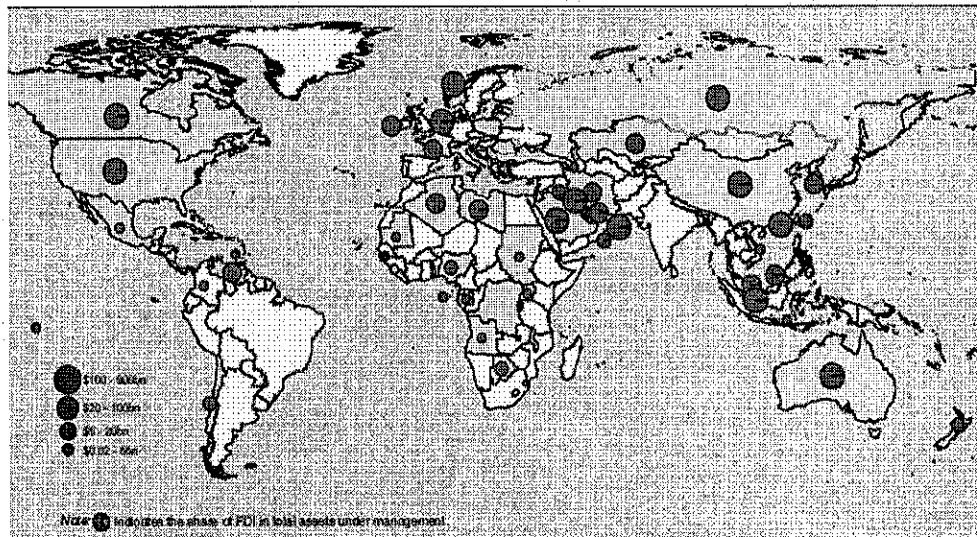 $100 - 500bn
$20 - 100bn
$5 - 20bn
$0.02 - 5bn
Note: indicates the share of FDI in total assets under management